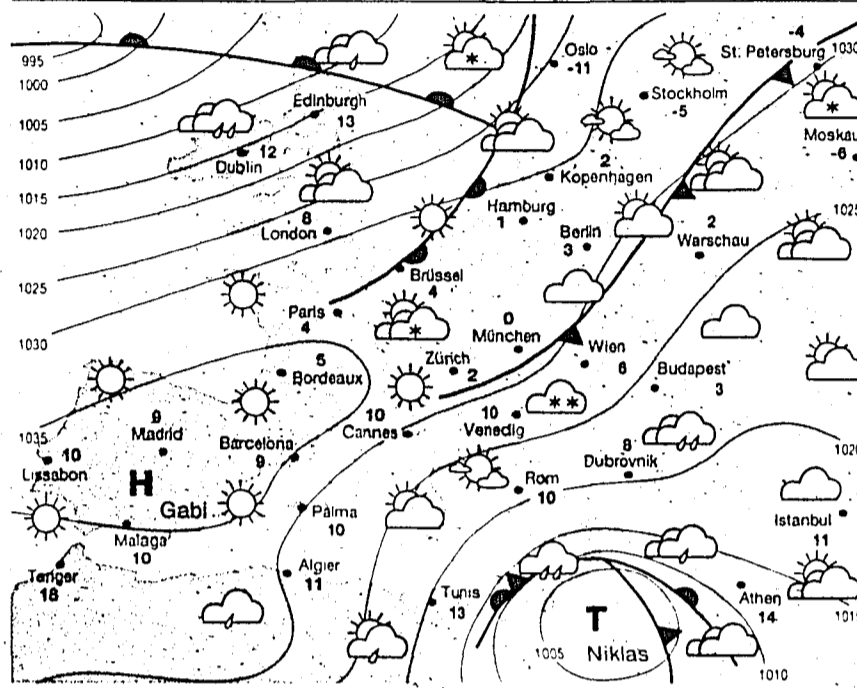 -4
Oslo
-11
St. Petersburg
1030
995
1000
Stockholm
-5
Edinburgh
13
Moskau
-6
1005
12
Dublin
2
Kopenhagen
1010
1015
8
London
Hamburg
1
Berlin
3
2
Warschau
1025
1020
Brüssel
4
1025
Paris
4
0
München
Wien
6
1030
5
Bordeaux
Zürich
2
Budapest
3
1035
9
Madrid
10
Cannes
10
Venedig
10
Lissabon
Barcelona
9
8
Dubrovnik
1020
H
Gabi
Rom
10
Palma
10
Istanbul
11
Malaga
10
Tanger
18
Algier
11
Tunis
13
Athen
14
1015
T
1005
Niklas
1010